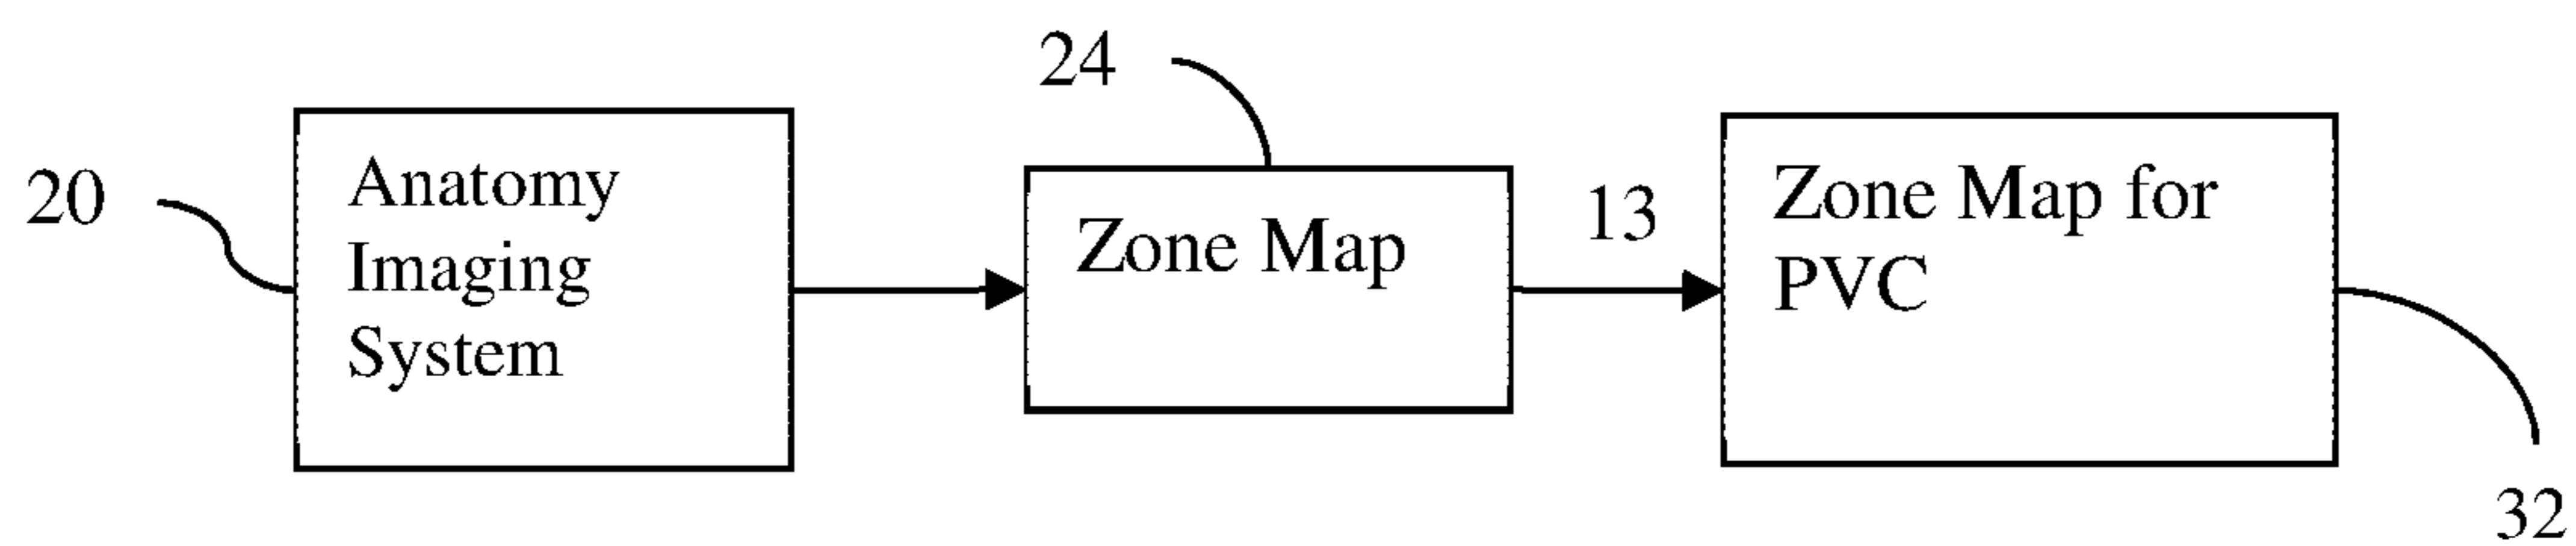 20
Anatomy
Imaging
System
24
Zone Map
13
Zone Map for
PVC
32